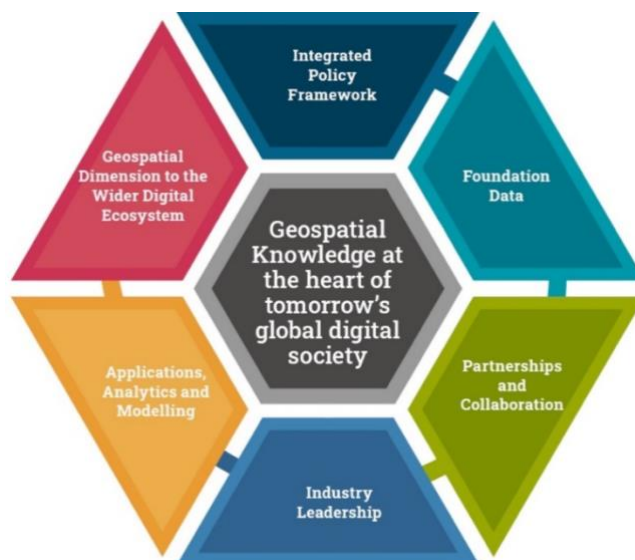 Integrated
Policy
Framework
Geospatial
Dimension to the
Wider Digital
Ecosystem
Foundation
Data
Geospatial
Knowledge at
the heart of
tomorrow's
global digital
society
Applications,
Analytics and
Modelling
Partnerships
and
Collaboration
Industry
Leadership